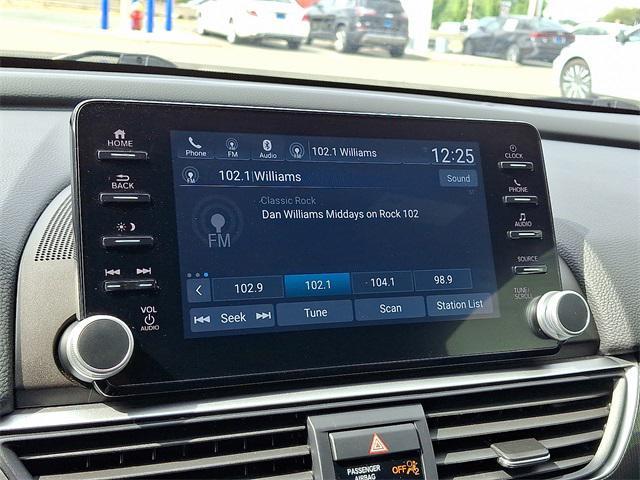 HOME
BACK
VOL
AUDIO
Phone
FM
Audio
102.1 Williams
12:25
102.1 Williams
Sound
Classic Rock
Dan Williams Middays on Rock 102
FM
102.9
102.1
104.1
98.9
Seek
Tune
Scan
Station List
CLOCK
PHONE
AUDIO
SOURCE
TUNE/
SCROLL
PASSENGER
AIRBAG
OFF